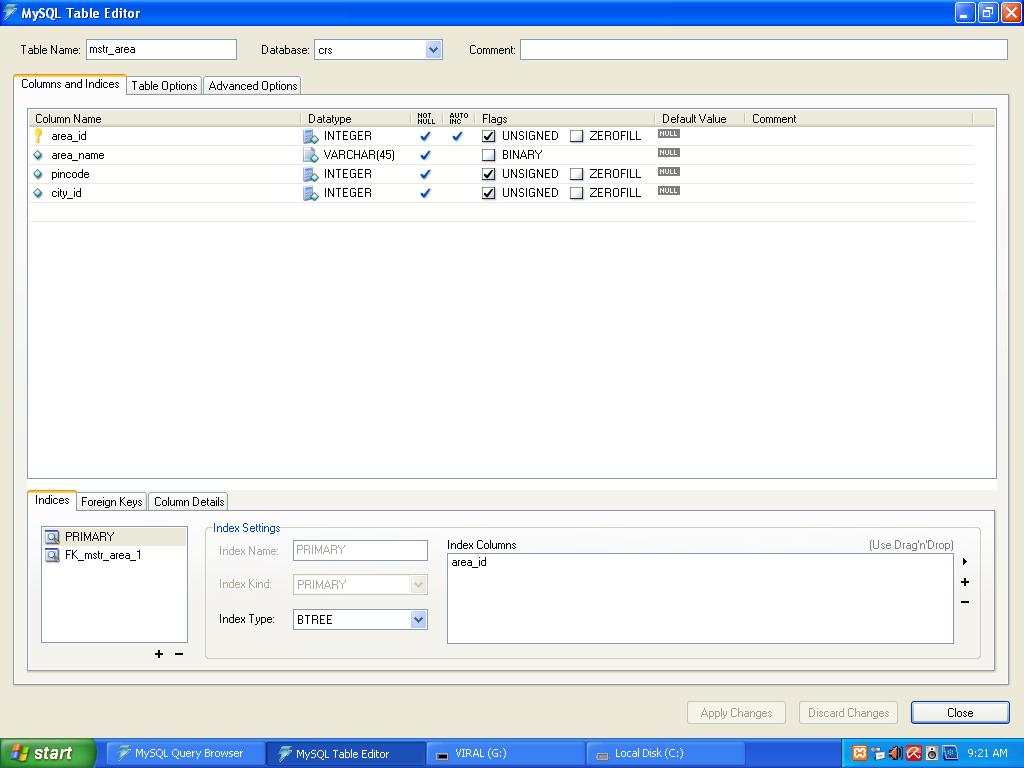 MySQL Table Editor
Table Name: mstr_area Database: crs Comment:
Columns and Indices Table Options Advanced Options
Column Name Datatype NOT NULL AUTO INC Flags Default Value Comment
area_id INTEGER UNSIGNED ZEROFILL NULL
area_name VARCHAR(45) BINARY NULL
pincode INTEGER UNSIGNED ZEROFILL NULL
city_id INTEGER UNSIGNED ZEROFILL NULL
Indices Foreign Keys Column Details
PRIMARY
FK_mstr_area_1
Index Settings
Index Name: PRIMARY
Index Kind: PRIMARY
Index Type: BTREE
Index Columns (Use Drag'n'Drop)
area_id
Apply Changes Discard Changes Close
start MySQL Query Browser MySQL Table Editor VIRAL (G:) Local Disk (C:) 9:21 AM